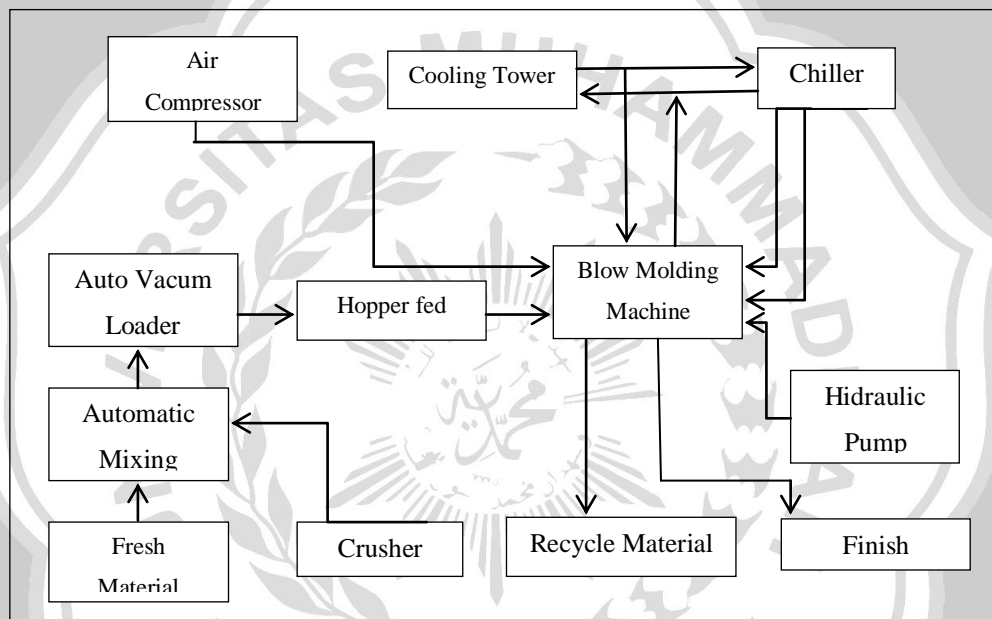 Air
Compressor
Cooling Tower
Chiller
Auto Vacum
Loader
Hopper fed
Blow Molding
Machine
Automatic
Mixing
Hidraulic
Pump
Fresh
Material
Crusher
Recycle Material
Finish